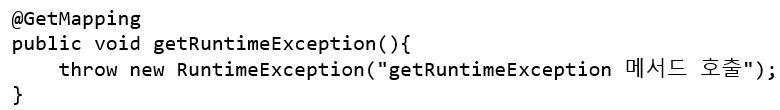 @GetMapping
public void getRuntimeException(){
    throw new RuntimeException("getRuntimeException 메서드 호출");
}